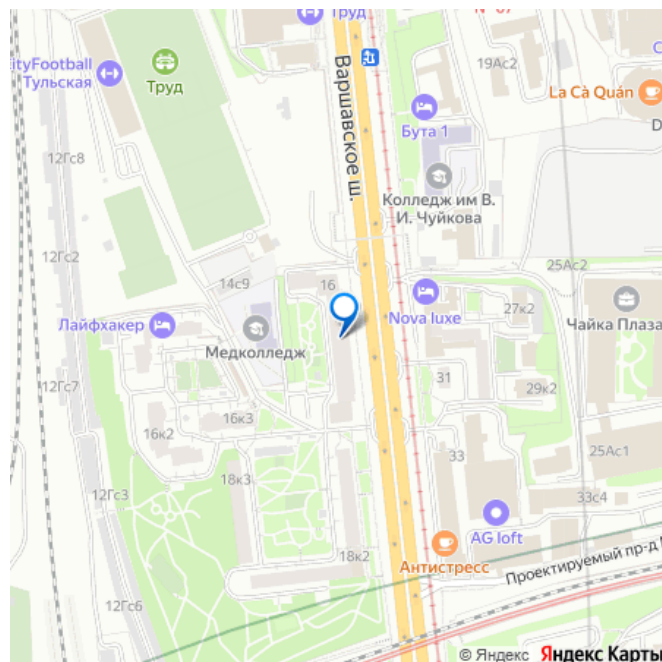 Труд
CityFootball
Тульская
Труд
Варшавское ш.
19Ас2
La Cà Quán
Бута 1
12Гс8
Колледж им В.
И. Чуйкова
12Гс2
14с9
16
25Ас2
Лайфхакер
Nova luxe
27к2
Чайка Плаза
Медколледж
12Гс7
31
29к2
16к3
16к2
33
25Ас1
18к3
12Гс3
33с4
AG loft
18к2
Антистресс
Проектируемый пр-д
12Гс6
© Яндекс Яндекс Карты